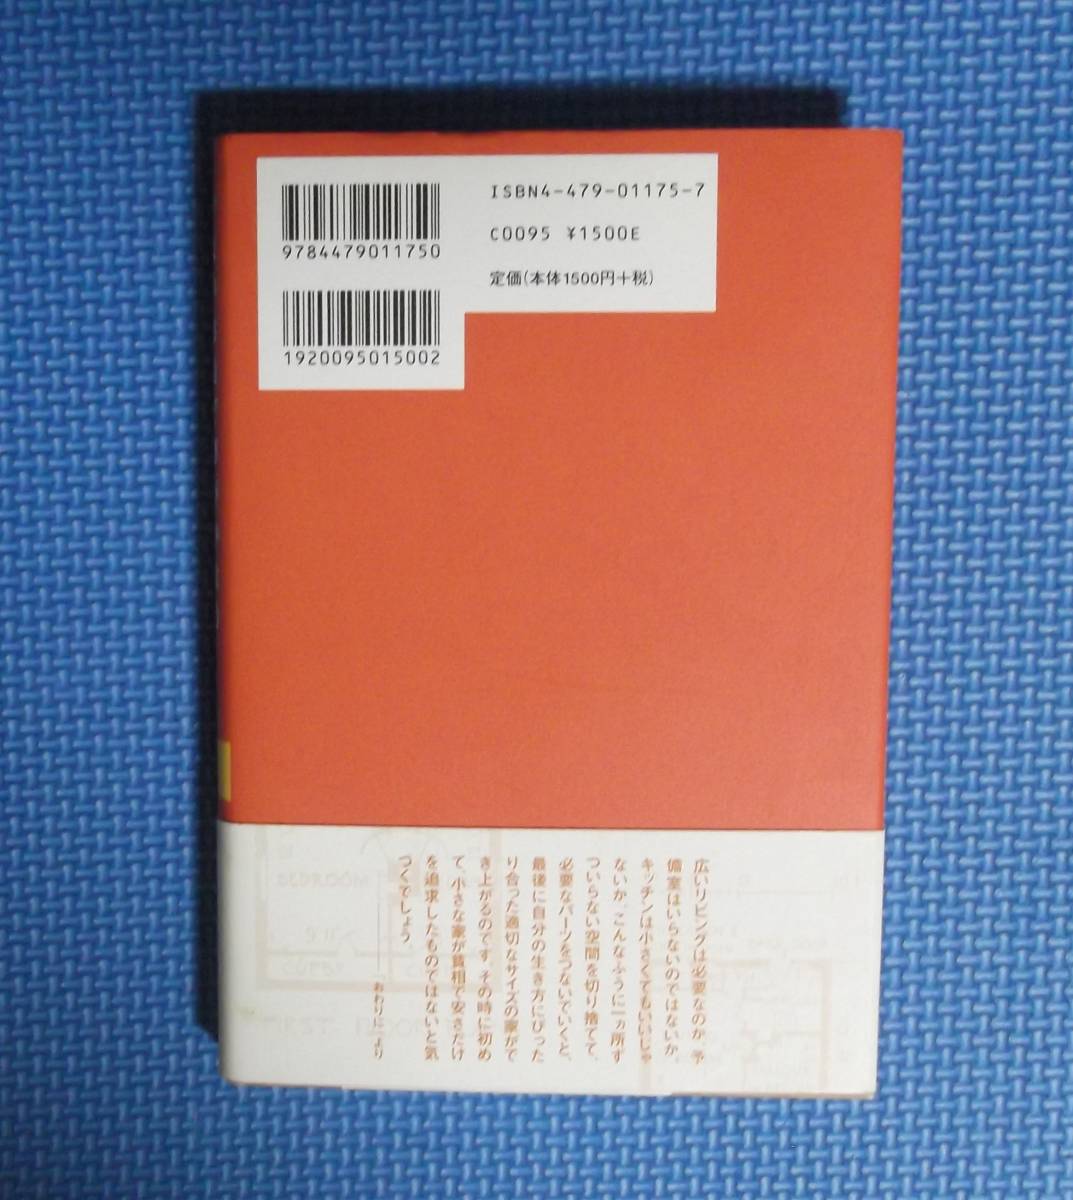 ISBN4-479-01175-7
C0095 ¥1500E
定価(本体1500円+税)
9784479011750
1920095015002
広いリビングは必要なのか、予
備室はいらないのではないか、
キッチンは小さくてもいいじゃ
ないか、こんなふうに一ヵ所ず
ついらない空間を切り捨てて、
必要なパーツをつないでいくと、
最後に自分の生き方にぴった
り合った適切なサイズの家がで
き上がるのです。その時に初め
て、小さな家が貧相で安さだけ
を追求したものではないと気
づくでしょう。
——「おわりに」より
BEDROOM